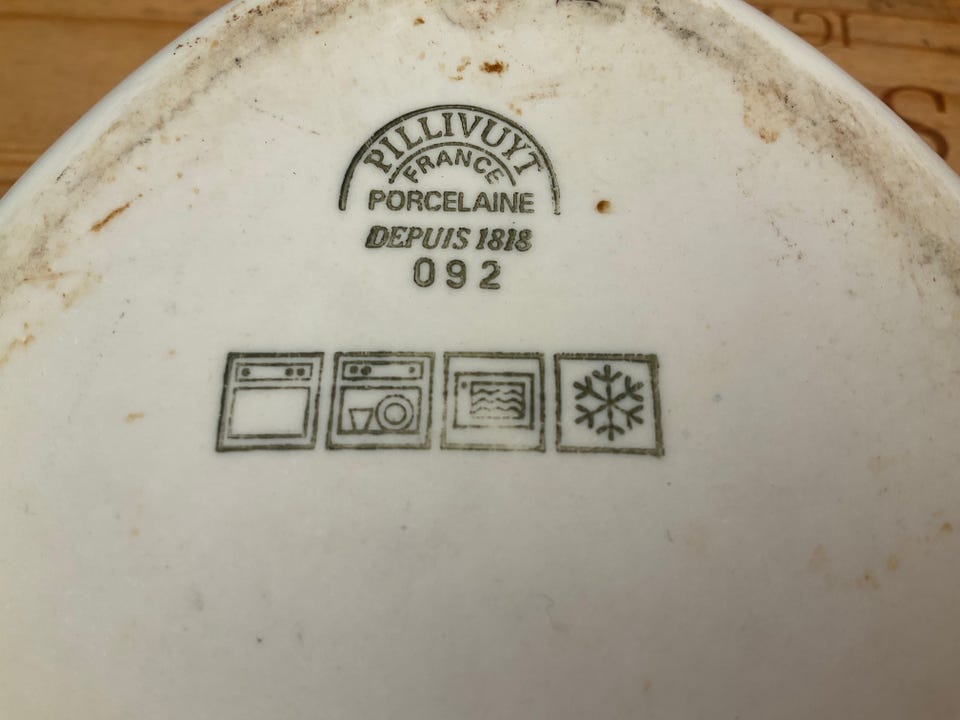 PILLIVUYT
FRANCE
PORCELAINE
DEPUIS 1818
092